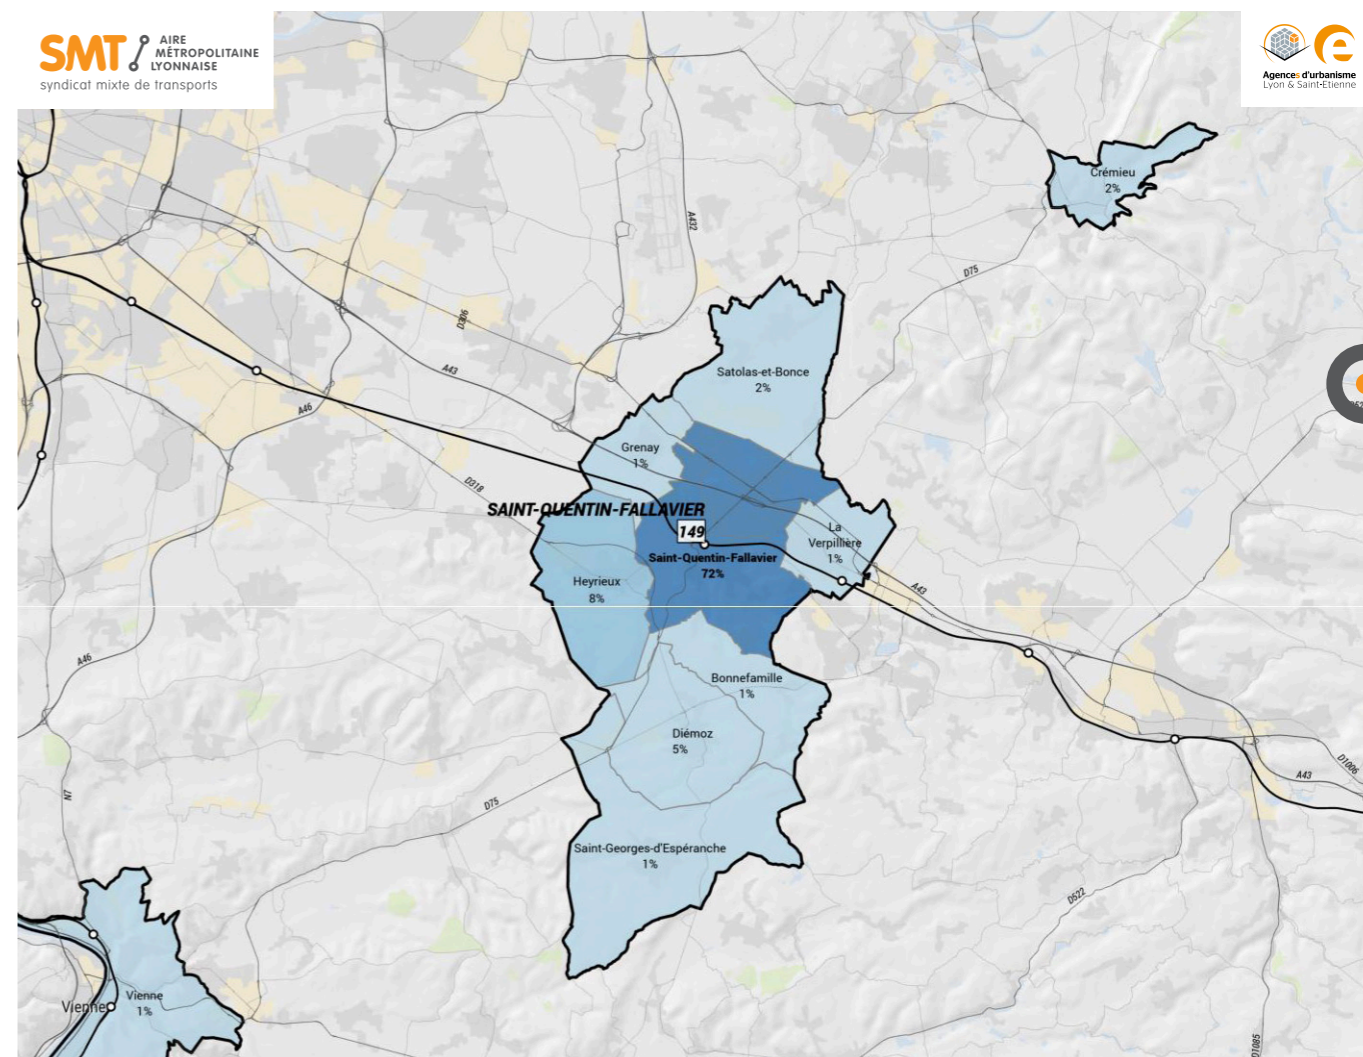 SMT
AIRE
MÉTROPOLITAINE
LYONNAISE
syndicat mixte de transports
e
Agences d'urbanisme
Lyon & Saint-Etienne
Crémieu
2%
A432
D75
D306
A43
Satolas-et-Bonce
2%
A46
Grenay
1%
D318
SAINT-QUENTIN-FALLAVIER
149
La
Verpillière
1%
Saint-Quentin-Fallavier
72%
Heyrieux
8%
A43
A46
Bonnefamille
1%
Diémoz
5%
D1006
A43
N7
D75
Saint-Georges-d'Espéranche
1%
D522
Vienne
Vienne
1%
D1085